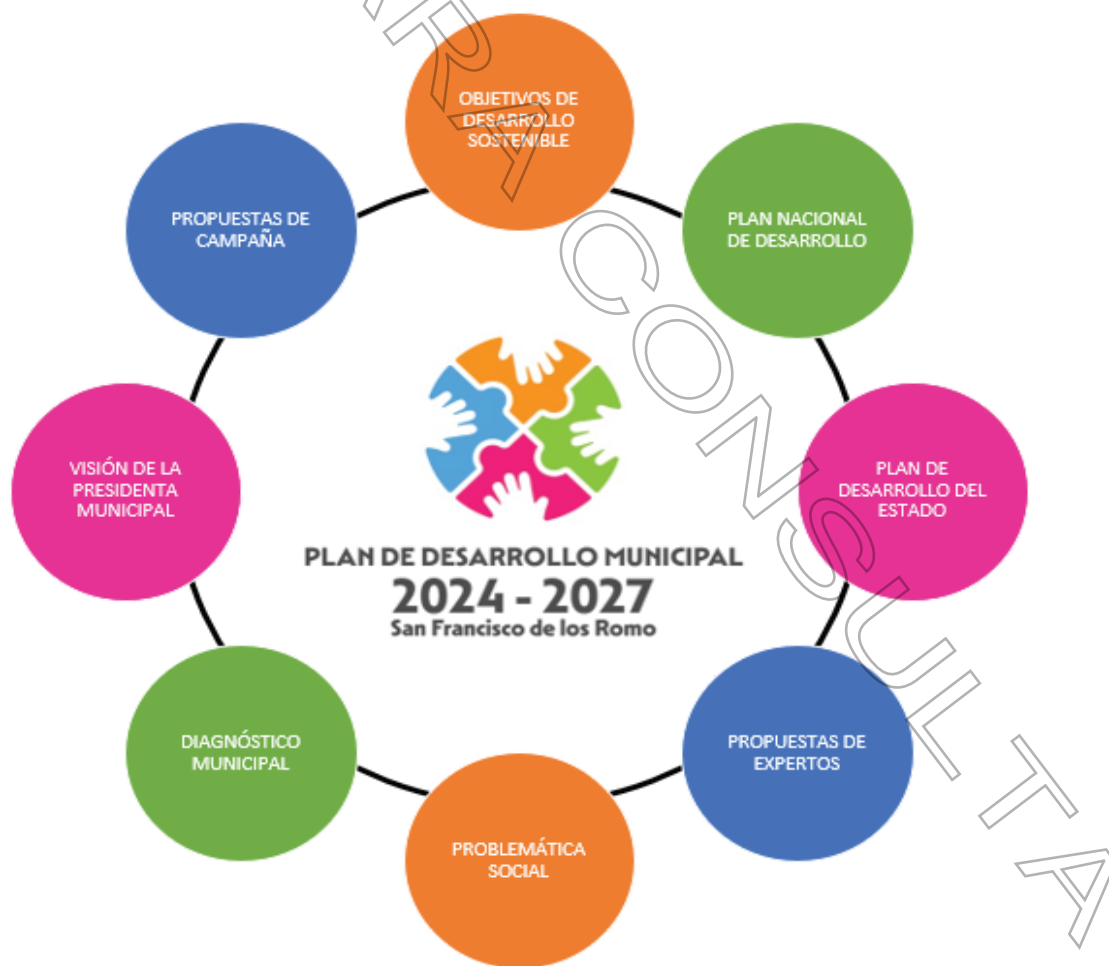 OBJETIVOS DE
DESARROLLO
SOSTENIBLE
PLAN NACIONAL
DE DESARROLLO
PLAN DE
DESARROLLO DEL
ESTADO
PROPUESTAS DE
EXPERTOS
PROBLEMÁTICA
SOCIAL
DIAGNÓSTICO
MUNICIPAL
VISIÓN DE LA
PRESIDENTA
MUNICIPAL
PROPUESTAS DE
CAMPAÑA
PLAN DE DESARROLLO MUNICIPAL
2024 - 2027
San Francisco de los Romo
RA CONSULTA